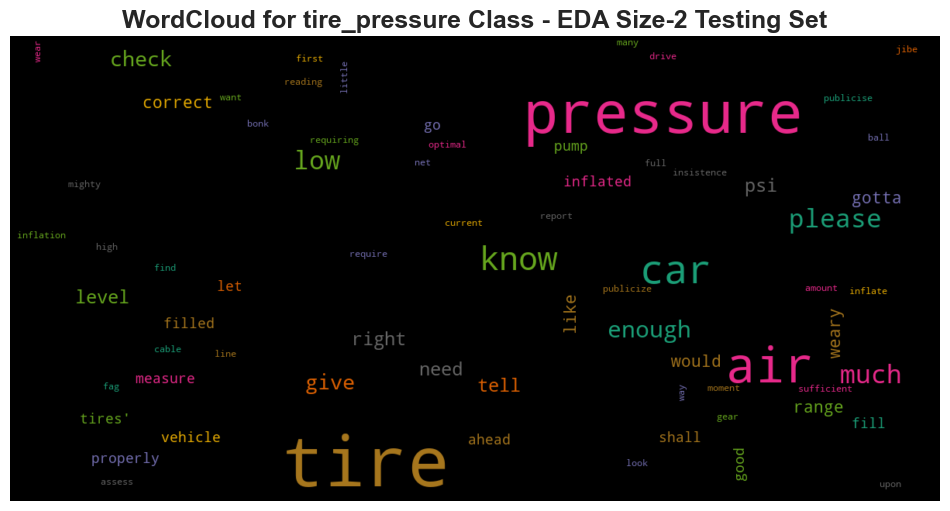 WordCloud for tire_pressure Class - EDA Size-2 Testing Set
wear
check
first
many
drive
jibe
reading
little
correct
want
pressure
publicise
bonk
go
requiring
optimal
pump
ball
low
net
full
insistence
mighty
inflated
psi
gotta
current
report
please
inflation
high
require
know
find
car
let
publicize
amount
inflate
level
like
filled
enough
weary
right
cable
line
would
air
much
need
measure
fag
give
tell
way
moment
sufficient
range
tires'
gear
fill
vehicle
ahead
shall
properly
tire
look
good
assess
upon